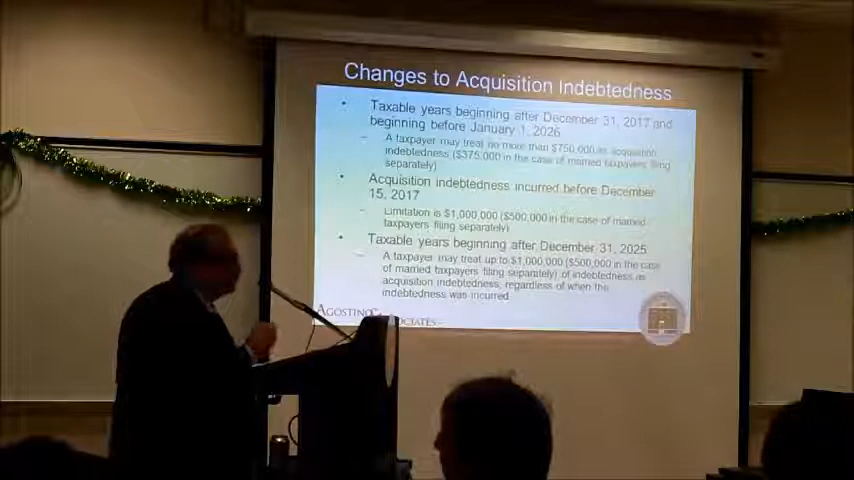 Changes to Acquisition Indebtedness
• Taxable years beginning after December 31, 2017 and
beginning before January 1, 2026
– A taxpayer may treat no more than $750,000 as acquisition
indebtedness ($375,000 in the case of married taxpayers filing
separately)
• Acquisition indebtedness incurred before December
15, 2017
– Limitation is $1,000,000 ($500,000 in the case of married
taxpayers filing separately)
• Taxable years beginning after December 31, 2025
– A taxpayer may treat up to $1,000,000 ($500,000 in the case
of married taxpayers filing separately) of indebtedness as
acquisition indebtedness, regardless of when the
indebtedness was incurred
AGOSTINO